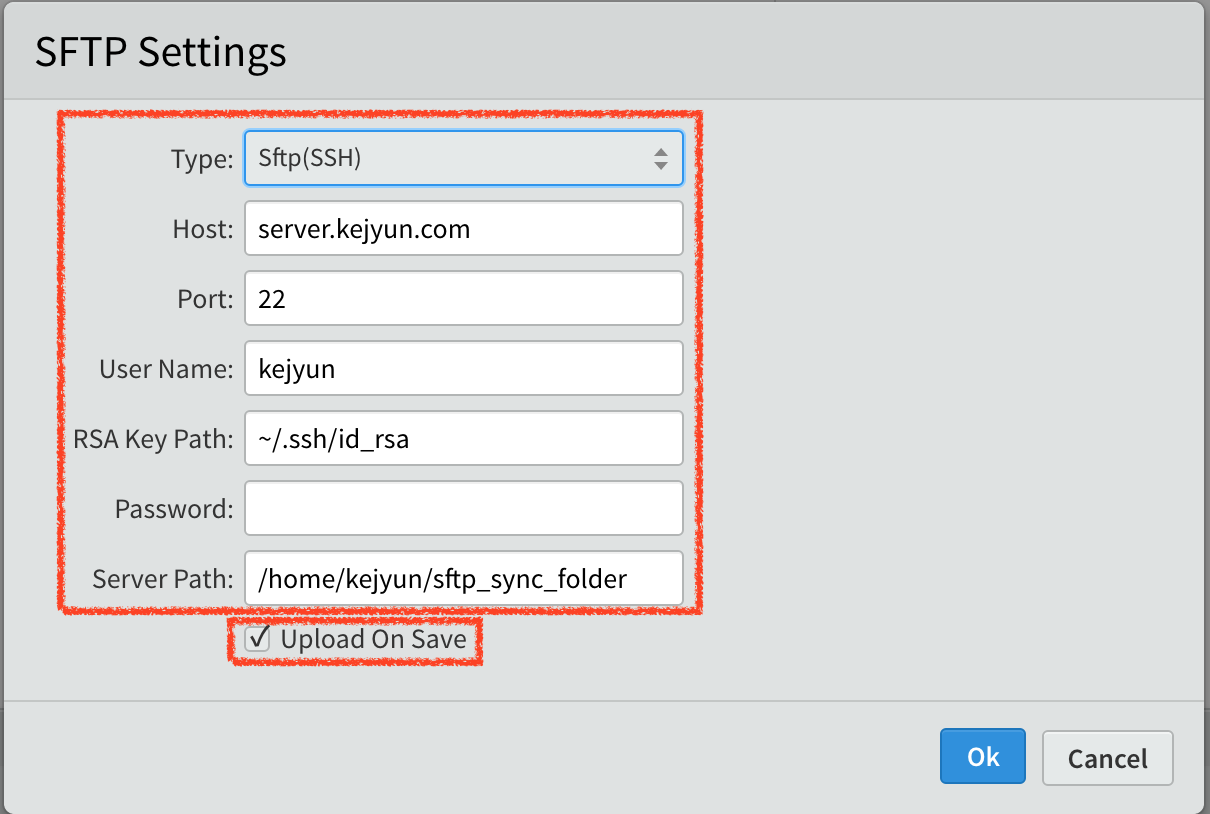 SFTP Settings
Type: Sftp(SSH)
Host: server.kejyun.com
Port: 22
User Name: kejyun
RSA Key Path: ~/.ssh/id_rsa
Password:
Server Path: /home/kejyun/sftp_sync_folder
Upload On Save
Ok Cancel